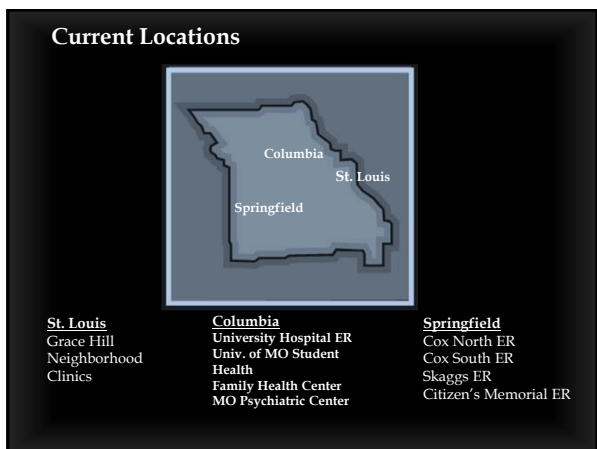 Current Locations
Columbia
St. Louis
Springfield
St. Louis
Grace Hill
Neighborhood
Clinics
Columbia
University Hospital ER
Univ. of MO Student
Health
Family Health Center
MO Psychiatric Center
Springfield
Cox North ER
Cox South ER
Skaggs ER
Citizen's Memorial ER